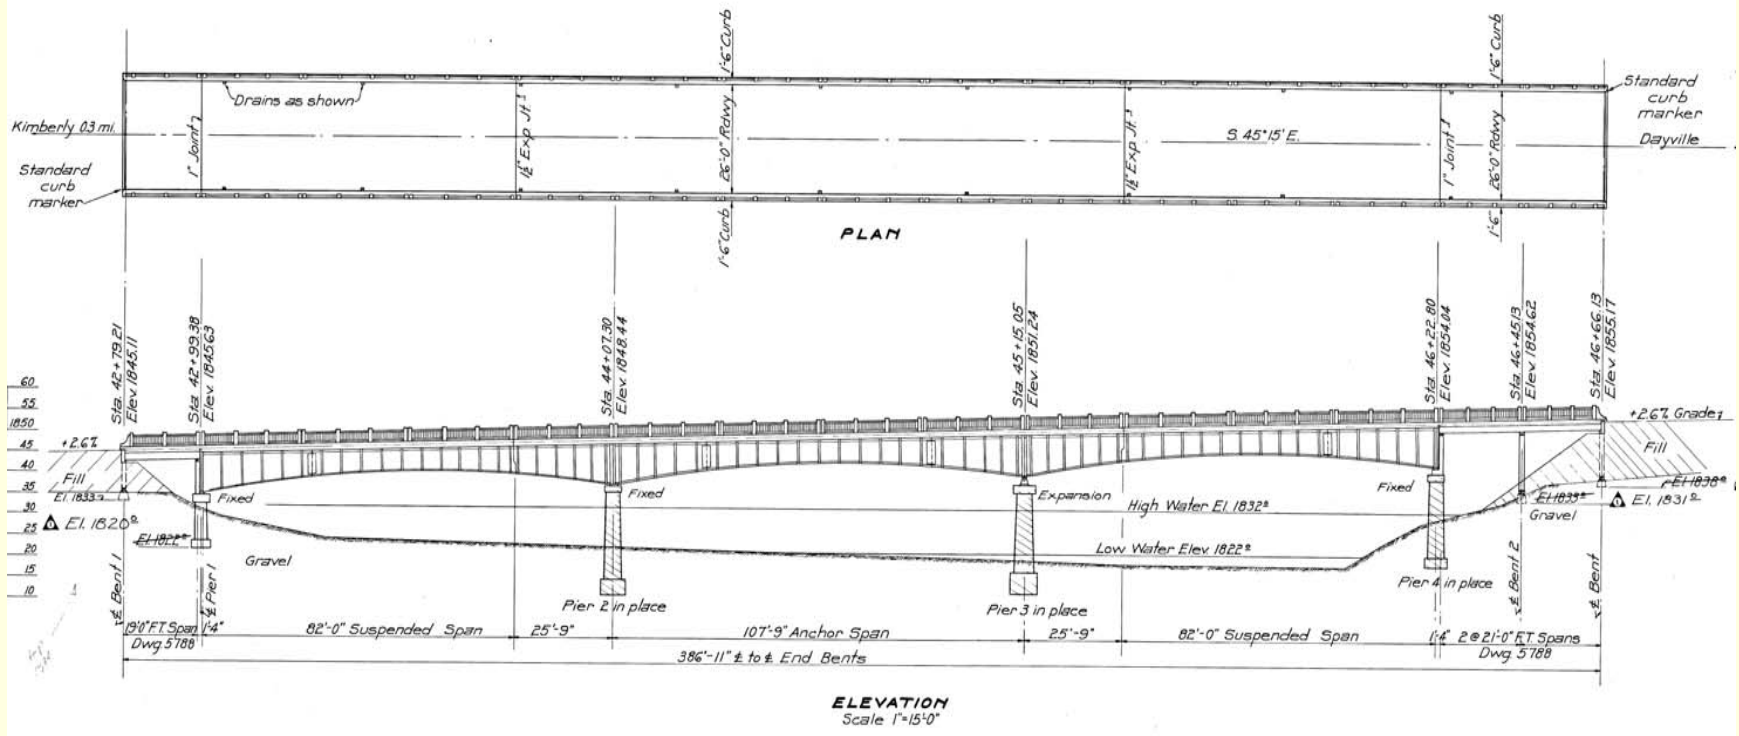 1'-6" Curb
1'-6" Curb
Drains as shown
Standard
curb
marker
Kimberly 0.3 mi.
1" Joint
1½" Exp Jt.
26'-0" Rdwy
1½" Exp Jt.
S. 45°15' E.
1" Joint
26'-0" Rdwy
Dayville
Standard
curb
marker
1'-6" Curb
1'-6"
PLAN
Sta. 42+79.21
Elev. 1845.11
Sta. 42+99.38
Elev. 1845.63
Sta. 44+07.30
Elev. 1848.44
Sta. 45+15.05
Elev. 1851.24
Sta. 46+22.80
Elev. 1854.04
Sta. 46+45.13
Elev. 1854.62
Sta. 46+66.13
Elev. 1855.17
60
55
1850
45
40
35
30
25
20
15
10
+2.6%
+2.6% Grade
Fill
Fill
El. 1833
Fixed
Fixed
Expansion
Fixed
High Water El. 1832º
El. 1833º
Gravel
El. 1838º
El. 1831º
El. 1820º
El. 1822º
Gravel
Low Water Elev. 1822º
Pier 4 in place
Pier 2 in place
Pier 3 in place
℄ Bent 1
℄ Pier 1
℄ Bent 2
℄ Bent
19'0" F.T. Span
Dwg. 5788
1'-4"
82'-0" Suspended Span
25'-9"
107'-9" Anchor Span
25'-9"
82'-0" Suspended Span
1'-4"
2 @ 21'-0" F.T. Spans
Dwg. 5788
386'-11" ℄ to ℄ End Bents
ELEVATION
Scale 1"=15'-0"